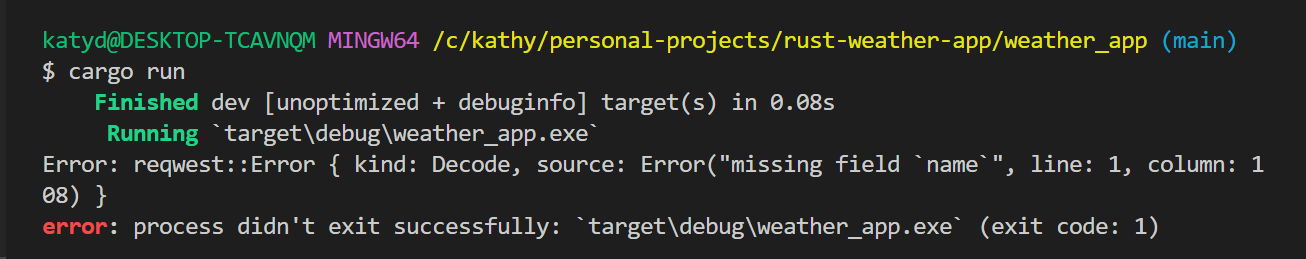 katyd@DESKTOP-TCAVNQM MINGW64 /c/kathy/personal-projects/rust-weather-app/weather_app (main)
$ cargo run
    Finished dev [unoptimized + debuginfo] target(s) in 0.08s
     Running `target\debug\weather_app.exe`
Error: reqwest::Error { kind: Decode, source: Error("missing field `name`", line: 1, column: 1
08) }
error: process didn't exit successfully: `target\debug\weather_app.exe` (exit code: 1)